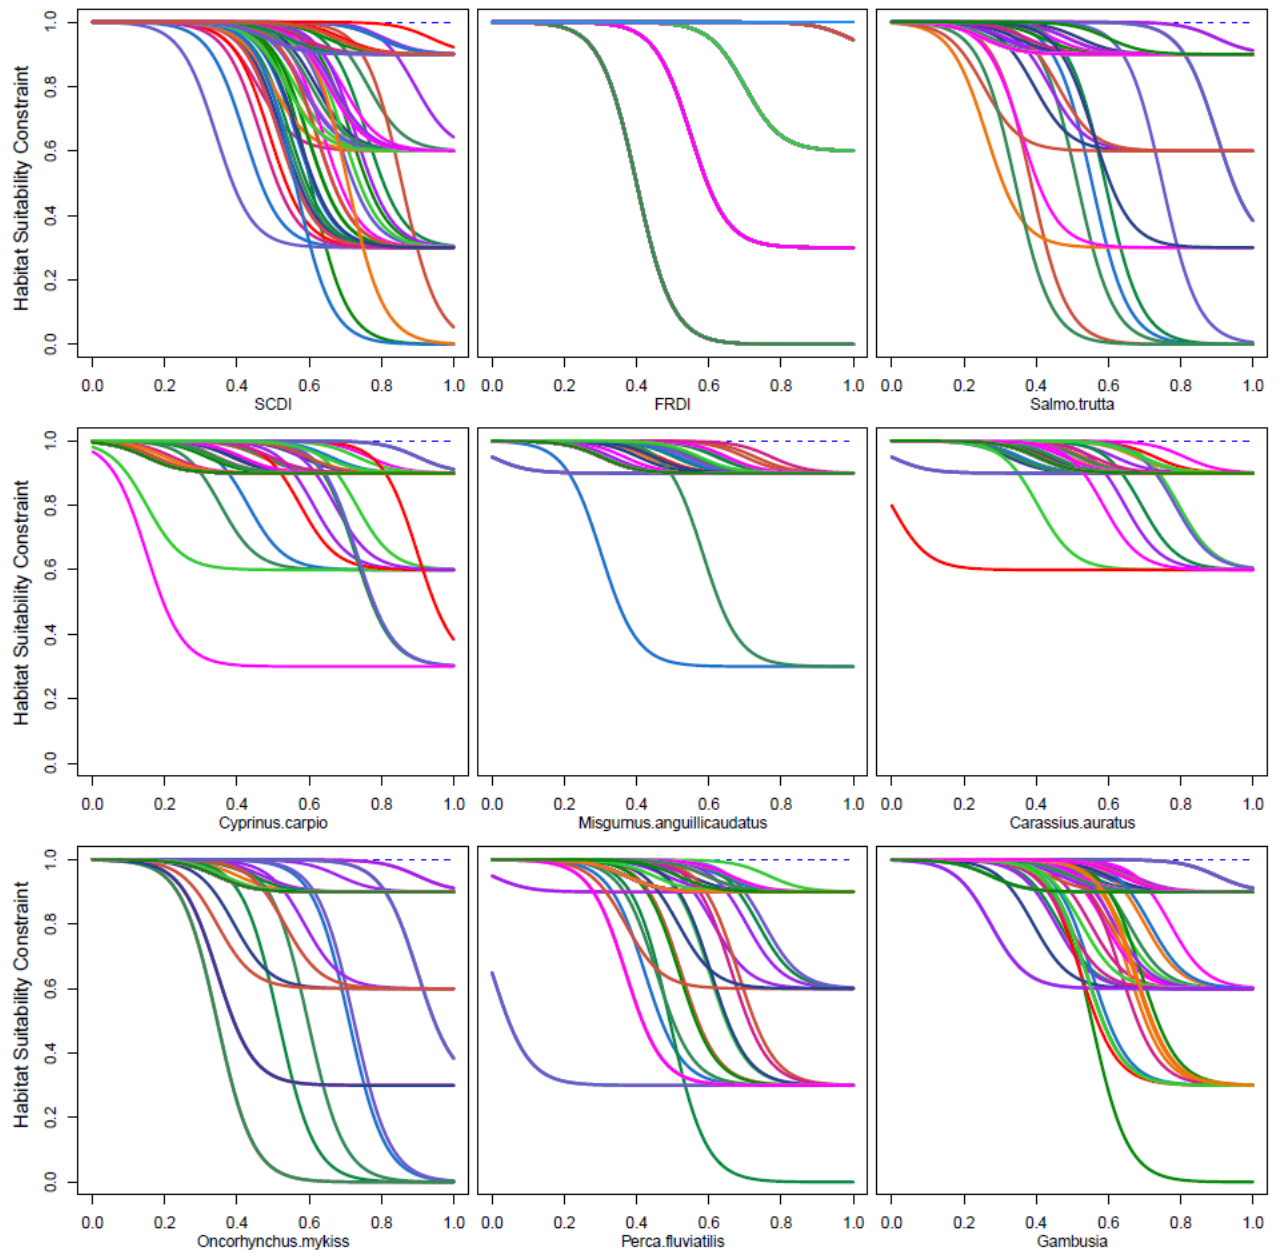 Habitat Suitability Constraint
0.0 0.2 0.4 0.6 0.8 1.0
0.0 0.2 0.4 0.6 0.8 1.0
SCDI
0.0 0.2 0.4 0.6 0.8 1.0
FRDI
0.0 0.2 0.4 0.6 0.8 1.0
Salmo.trutta
Habitat Suitability Constraint
0.0 0.2 0.4 0.6 0.8 1.0
0.0 0.2 0.4 0.6 0.8 1.0
Cyprinus.carpio
0.0 0.2 0.4 0.6 0.8 1.0
Misgurnus.anguillicaudatus
0.0 0.2 0.4 0.6 0.8 1.0
Carassius.auratus
Habitat Suitability Constraint
0.0 0.2 0.4 0.6 0.8 1.0
0.0 0.2 0.4 0.6 0.8 1.0
Oncorhynchus.mykiss
0.0 0.2 0.4 0.6 0.8 1.0
Perca.fluviatilis
0.0 0.2 0.4 0.6 0.8 1.0
Gambusia